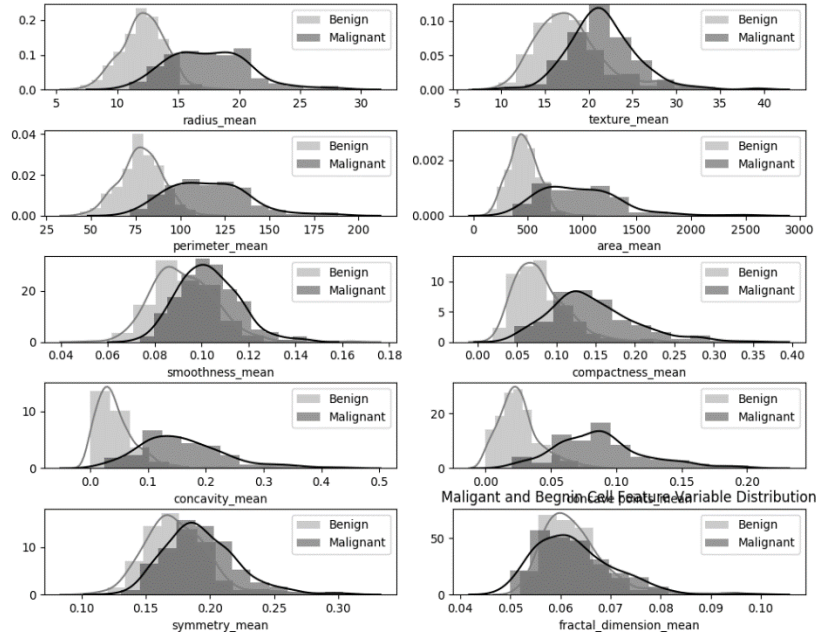 0.2
0.1
0.0
5 10 15 20 25 30
radius_mean
Benign
Malignant
0.10
0.05
0.00
10 20 30 40
texture_mean
Benign
Malignant
0.04
0.02
0.00
25 50 75 100 125 150 175 200
perimeter_mean
Benign
Malignant
0.002
0.000
0 500 1000 1500 2000 2500 3000
area_mean
Benign
Malignant
20
0
0.04 0.06 0.08 0.10 0.12 0.14 0.16 0.18
smoothness_mean
Benign
Malignant
10
5
0
0.00 0.05 0.10 0.15 0.20 0.25 0.30 0.35 0.40
compactness_mean
Benign
Malignant
10
0
0.0 0.1 0.2 0.3 0.4 0.5
concavity_mean
Benign
Malignant
20
0
0.00 0.05 0.10 0.15 0.20
concave points_mean
Benign
Malignant
Maligant and Begnin Cell Feature Variable Distribution
10
0
0.10 0.15 0.20 0.25 0.30
symmetry_mean
Benign
Malignant
50
0
0.04 0.05 0.06 0.07 0.08 0.09 0.10
fractal_dimension_mean
Benign
Malignant